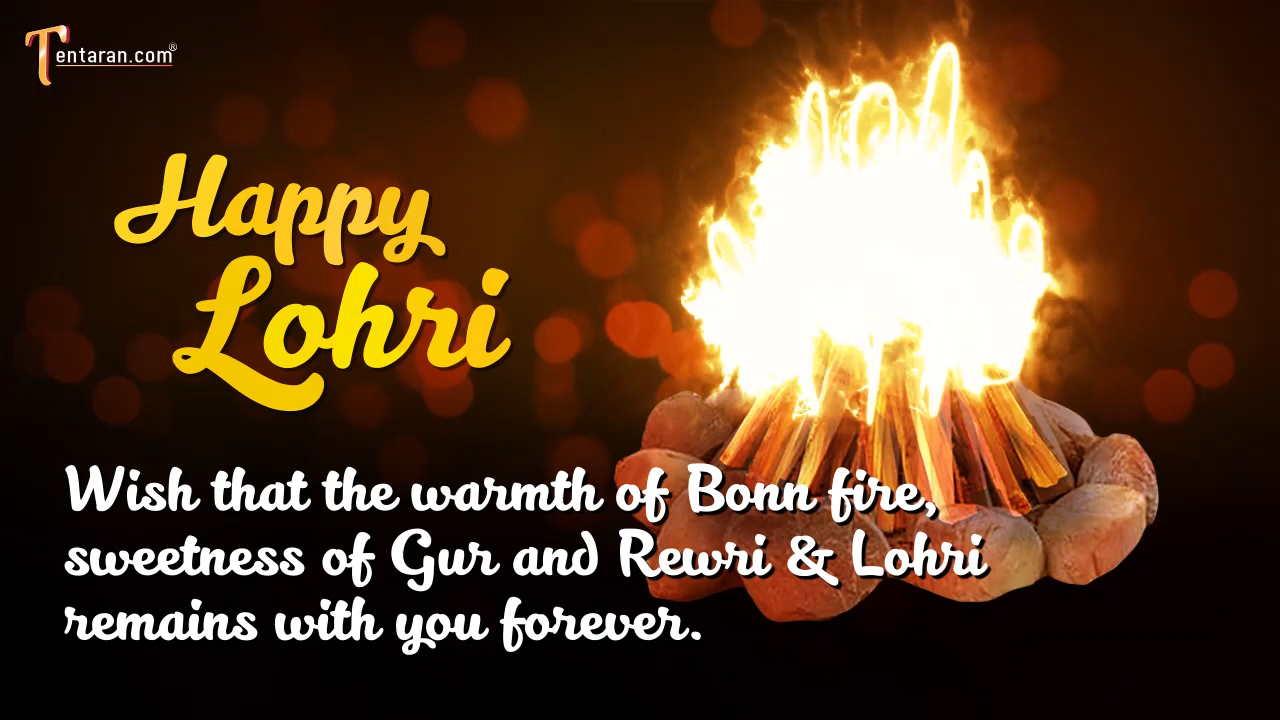 Tentaran.com®
Happy
Lohri
Wish that the warmth of Bonn fire,
sweetness of Gur and Rewri & Lohri
remains with you forever.